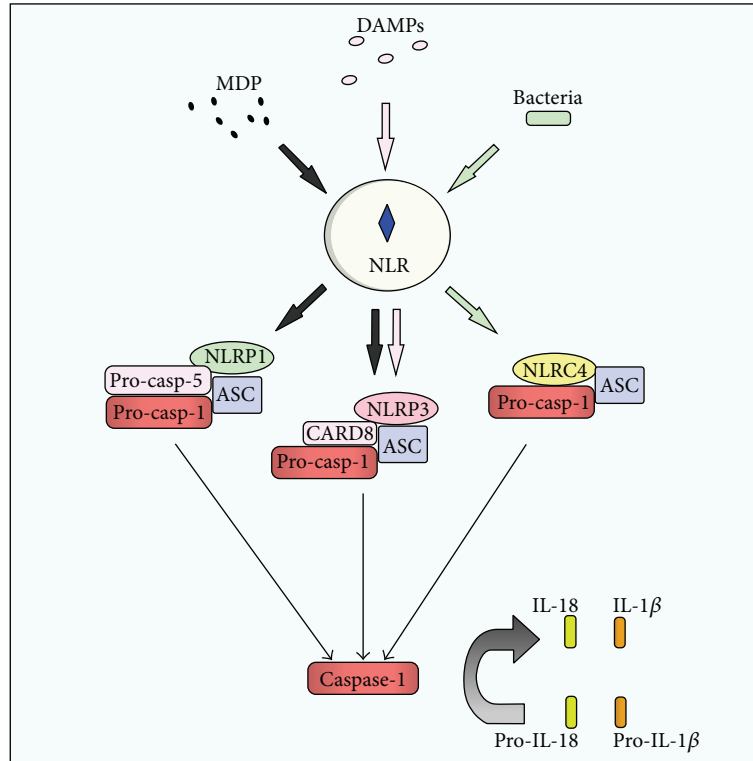 DAMPs
MDP
Bacteria
NLR
NLRP1
Pro-casp-5
ASC
Pro-casp-1
NLRP3
CARD8
ASC
Pro-casp-1
NLRC4
ASC
Pro-casp-1
IL-18 IL-1β
Caspase-1
Pro-IL-18 Pro-IL-1β